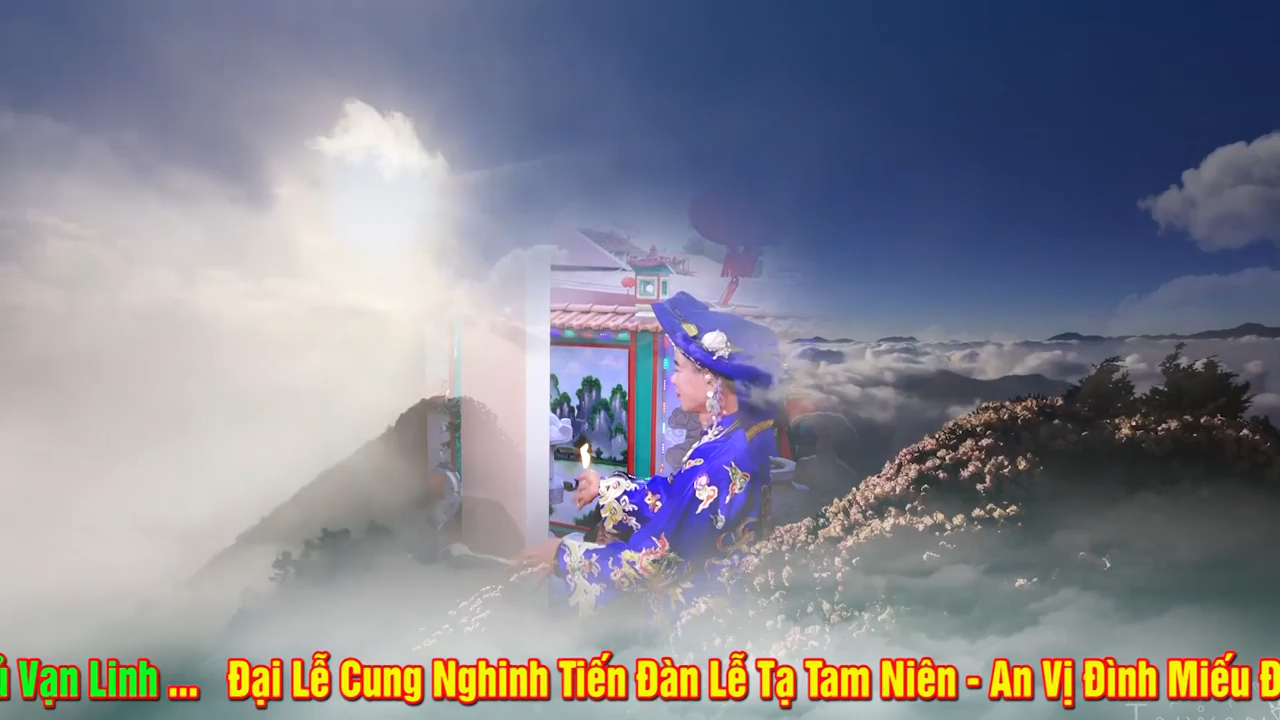 Vạn Linh ... Đại Lễ Cung Nghinh Tiến Đàn Lễ Tạ Tam Niên - An Vị Đình Miếu